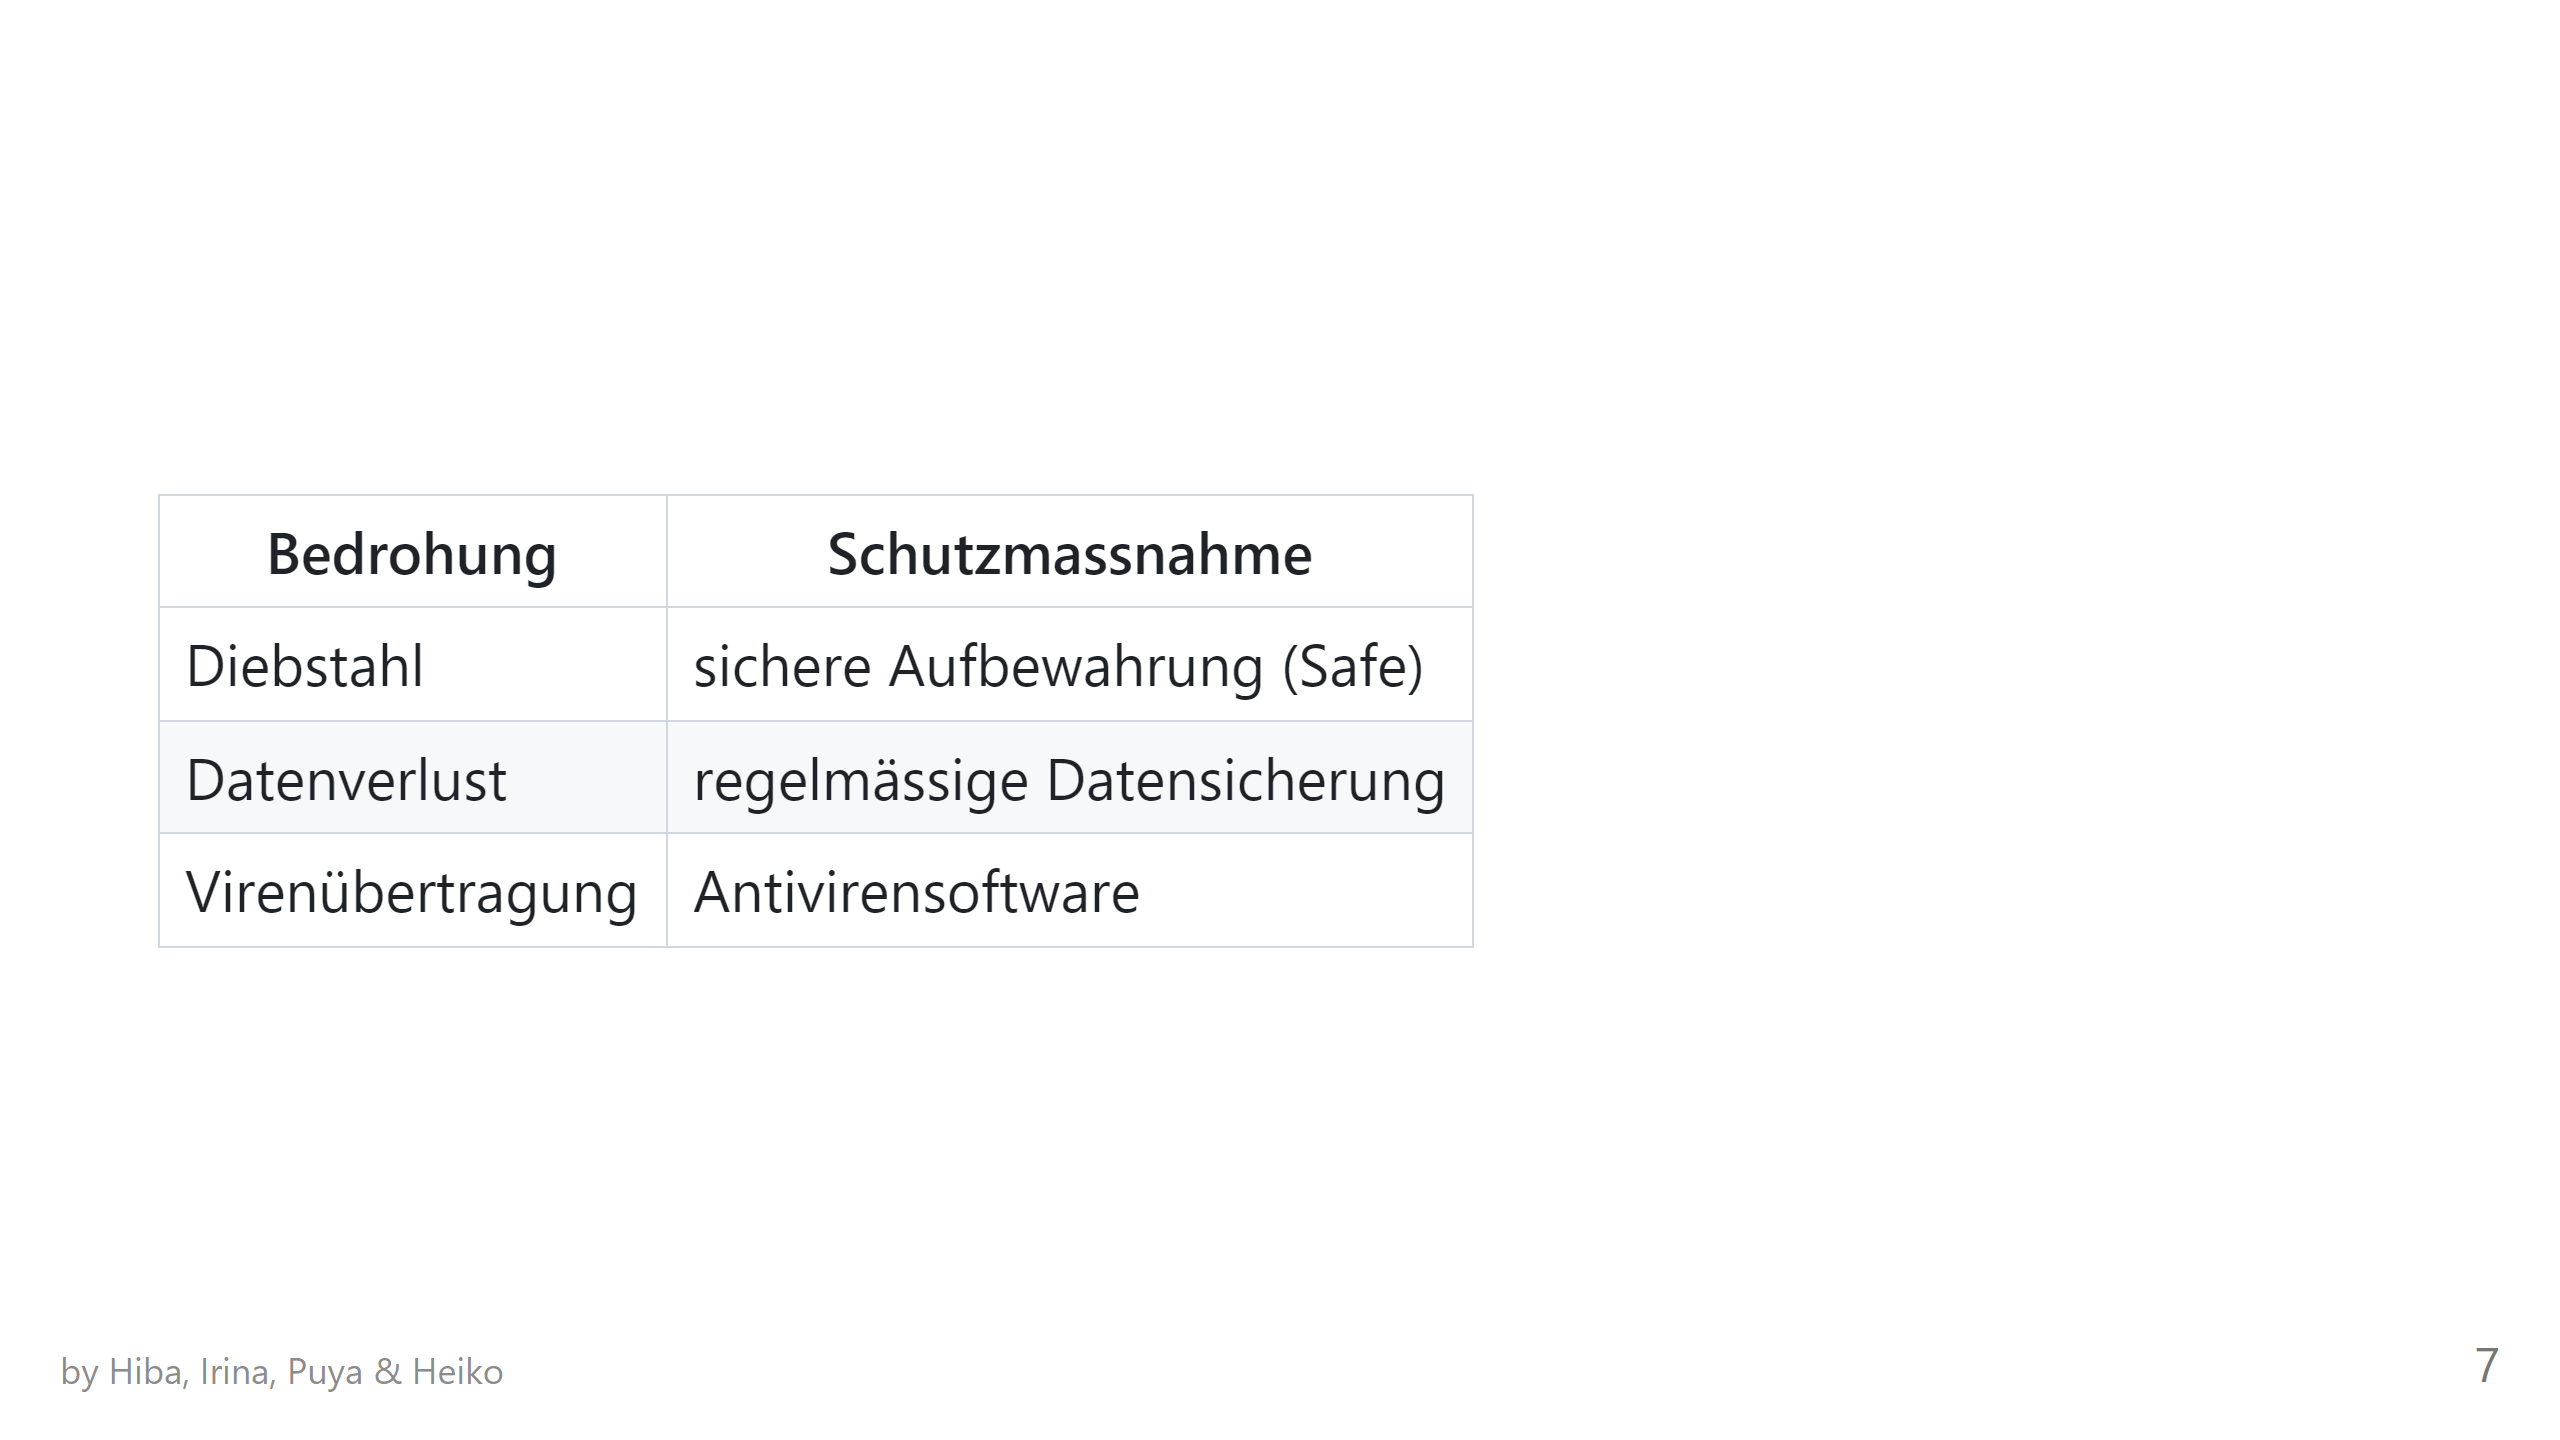 Bedrohung Schutzmassnahme
Diebstahl sichere Aufbewahrung (Safe)
Datenverlust regelmässige Datensicherung
Virenübertragung Antivirensoftware
by Hiba, Irina, Puya & Heiko
7